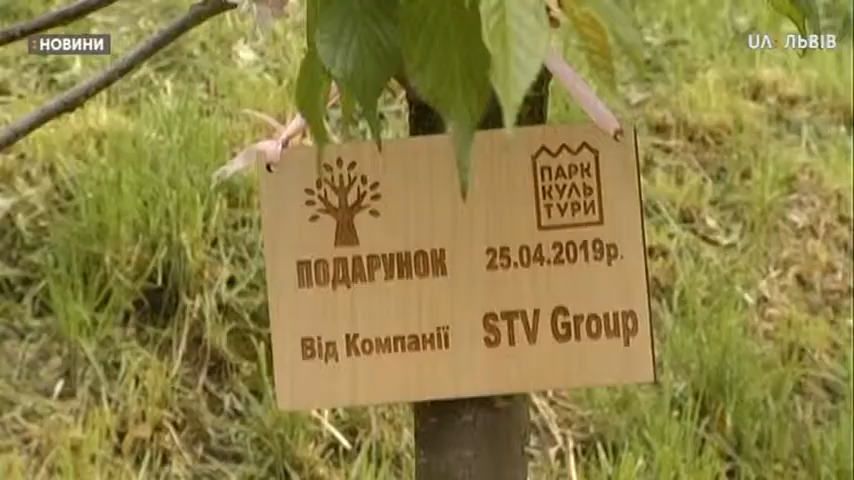 НОВИНИ
UA: ЛЬВІВ
ПАРК
КУЛЬ
ТУРИ
ПОДАРУНОК
25.04.2019р.
Від Компанії
STV Group